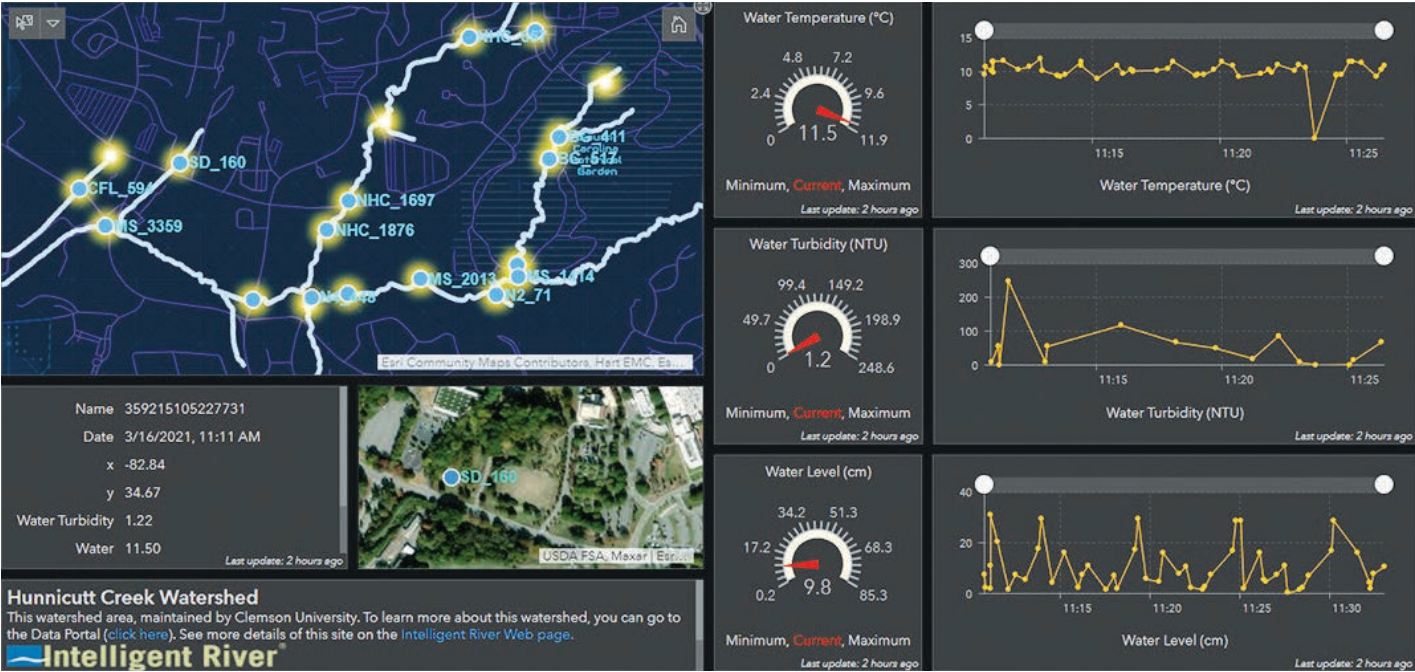 NHC_
SD_160
BG_411
Carolina
Garden
BG_517
CFL_594
NHC_1697
MS_3359
NHC_1876
MS_2013
MS_1414
N2_71
Esri Community Maps Contributors, Hart EMC, Es...
Name 359215105227731
Date 3/16/2021, 11:11 AM
x -82.84
y 34.67
Water Turbidity 1.22
Water 11.50
Last update: 2 hours ago
SD_160
USDA FSA, Maxar | Esr...
Hunnicutt Creek Watershed
This watershed area, maintained by Clemson University. To learn more about this watershed, you can go to
the Data Portal (click here). See more details of this site on the Intelligent River Web page.
Intelligent River®
Water Temperature (°C)
4.8 7.2
2.4 9.6
0 11.5 11.9
Minimum, Current, Maximum
Last update: 2 hours ago
15
10
5
0
11:15 11:20 11:25
Water Temperature (°C)
Last update: 2 hours ago
Water Turbidity (NTU)
99.4 149.2
49.7 198.9
0 1.2 248.6
Minimum, Current, Maximum
Last update: 2 hours ago
300
200
100
0
11:15 11:20 11:25
Water Turbidity (NTU)
Last update: 2 hours ago
Water Level (cm)
34.2 51.3
17.2 68.3
0.2 9.8 85.3
Minimum, Current, Maximum
Last update: 2 hours ago
40
20
0
11:15 11:20 11:25 11:30
Water Level (cm)
Last update: 2 hours ago